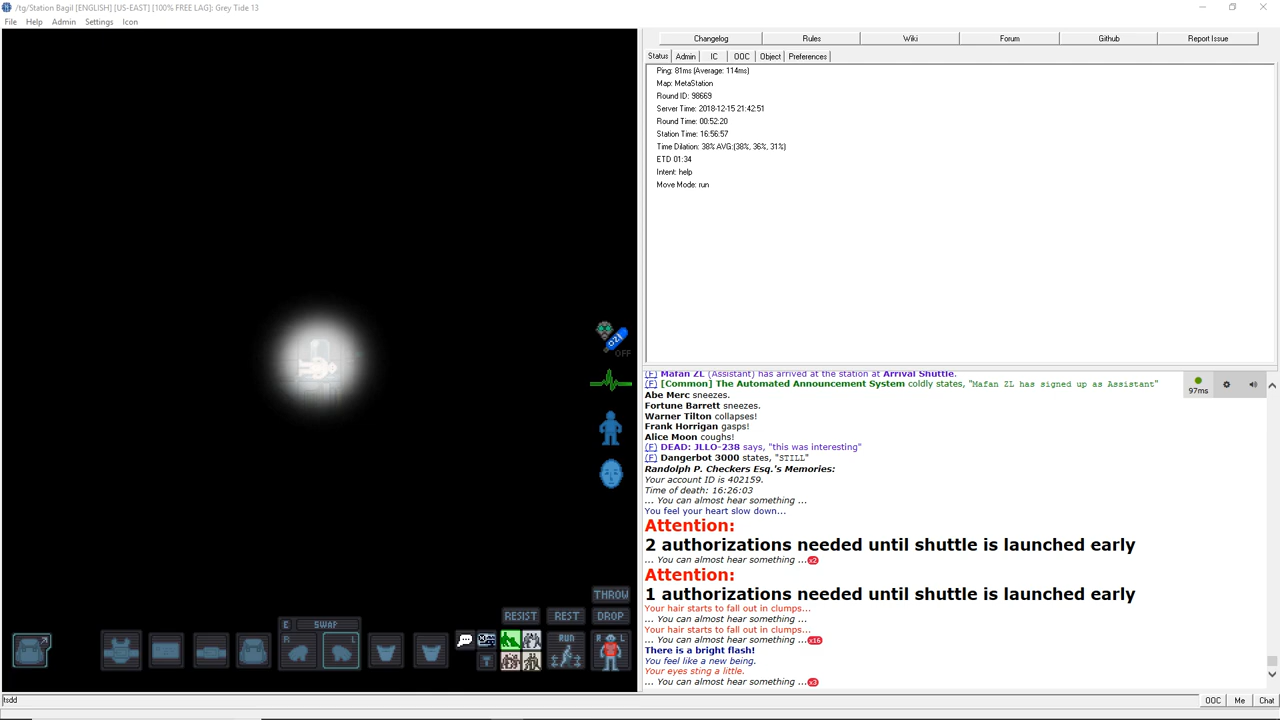 /tg/Station Bagil [ENGLISH] [US-EAST] [100% FREE LAG]: Grey Tide 13
File Help Admin Settings Icon
Changelog Rules Wiki Forum Github Report Issue
Status Admin IC OOC Object Preferences
Ping: 81ms (Average: 114ms)
Map: MetaStation
Round ID: 98669
Server Time: 2018-12-15 21:42:51
Round Time: 00:52:20
Station Time: 16:56:57
Time Dilation: 38% AVG:(38%, 36%, 31%)
ETD 01:34
Intent: help
Move Mode: run
(F) Mafan ZL (Assistant) has arrived at the station at Arrival Shuttle.
(F) [Common] The Automated Announcement System coldly states, "Mafan ZL has signed up as Assistant"
97ms
Abe Merc sneezes.
Fortune Barrett sneezes.
Warner Tilton collapses!
Frank Horrigan gasps!
Alice Moon coughs!
(F) DEAD: JLLO-238 says, "this was interesting"
(F) Dangerbot 3000 states, "STILL"
Randolph P. Checkers Esq.'s Memories:
Your account ID is 402159.
Time of death: 16:26:03
... You can almost hear something ...
You feel your heart slow down...
Attention:
2 authorizations needed until shuttle is launched early
... You can almost hear something ... x2
Attention:
1 authorizations needed until shuttle is launched early
Your hair starts to fall out in clumps...
... You can almost hear something ...
Your hair starts to fall out in clumps...
... You can almost hear something ... x16
There is a bright flash!
You feel like a new being.
Your eyes sting a little.
... You can almost hear something ... x3
OFF
THROW
RESIST REST DROP
E SWAP
R L
RUN
R L
OOC Me Chat